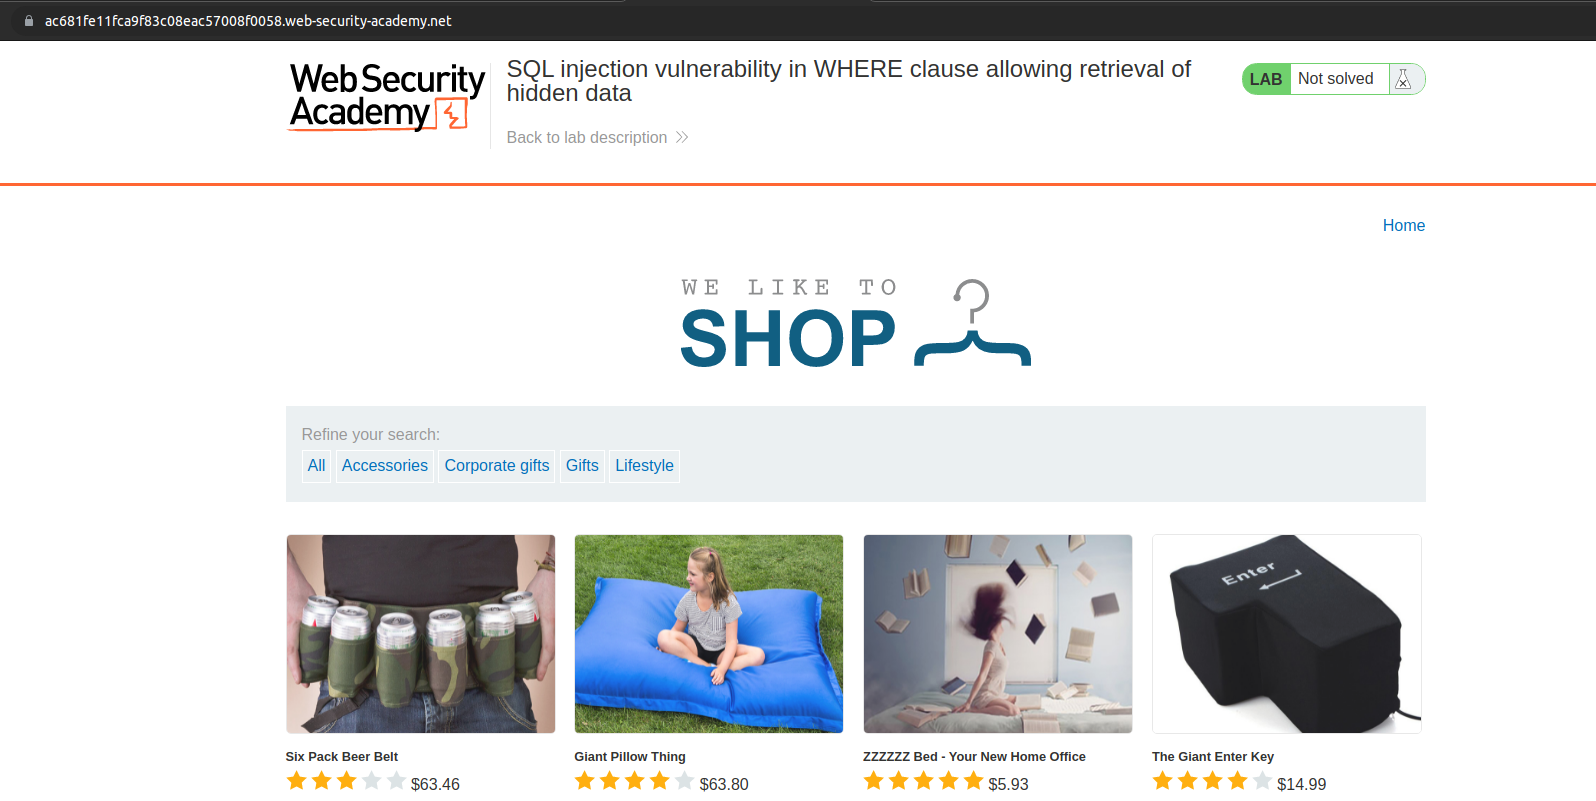 ac681fe11fca9f83c08eac57008f0058.web-security-academy.net
Web Security
Academy
SQL injection vulnerability in WHERE clause allowing retrieval of
hidden data
LAB Not solved
Back to lab description
Home
WE LIKE TO
SHOP
Refine your search:
All Accessories Corporate gifts Gifts Lifestyle
Enter
Six Pack Beer Belt
Giant Pillow Thing
ZZZZZZ Bed - Your New Home Office
The Giant Enter Key
$63.46
$63.80
$5.93
$14.99